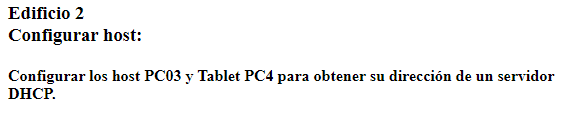 Edificio 2
Configurar host:
Configurar los host PC03 y Tablet PC4 para obtener su dirección de un servidor
DHCP.